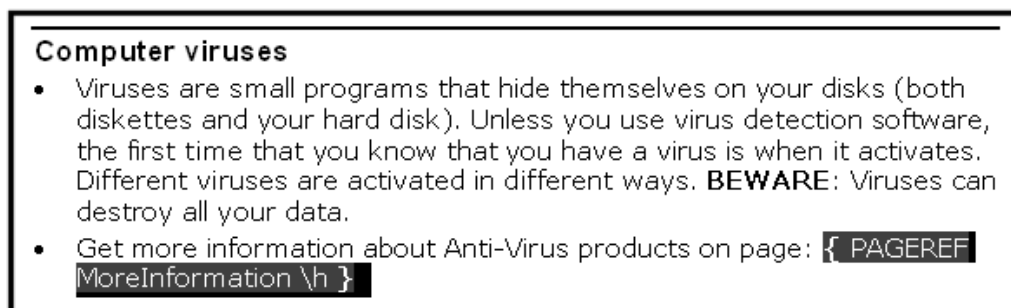 Computer viruses
• Viruses are small programs that hide themselves on your disks (both
diskettes and your hard disk). Unless you use virus detection software,
the first time that you know that you have a virus is when it activates.
Different viruses are activated in different ways. BEWARE: Viruses can
destroy all your data.
• Get more information about Anti-Virus products on page: { PAGEREF
MoreInformation \h }